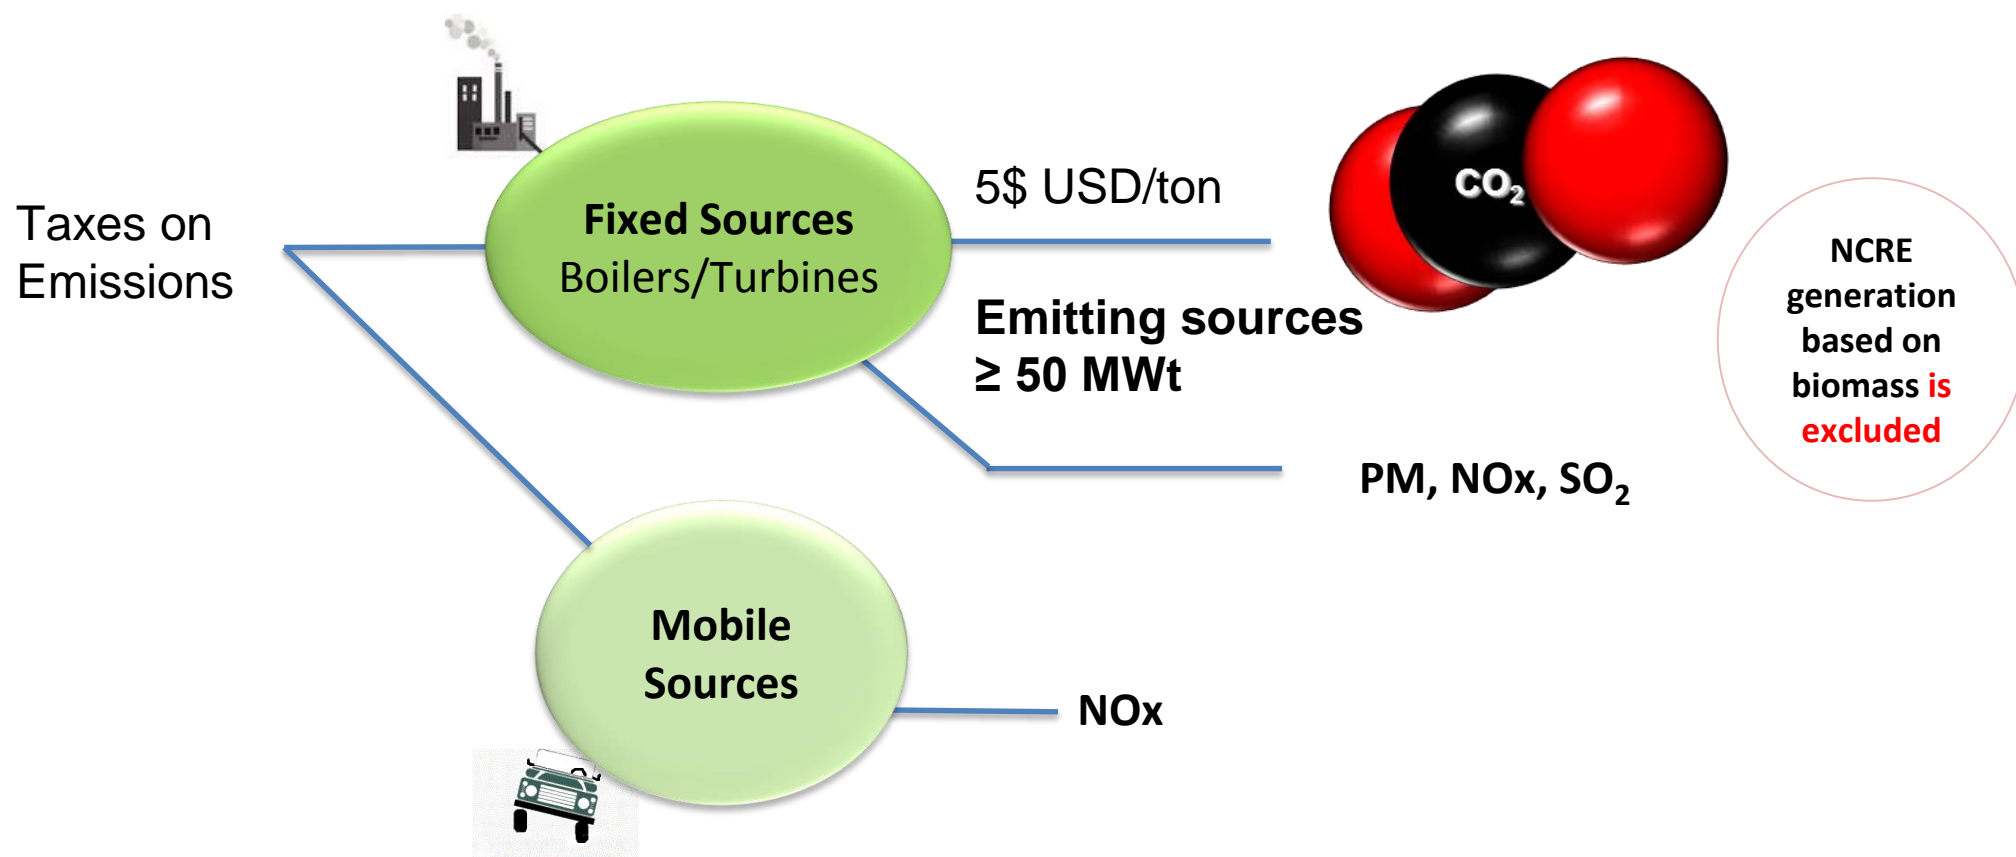 Taxes on
Emissions
Fixed Sources
Boilers/Turbines
5$ USD/ton
CO₂
Emitting sources
≥ 50 MWt
NCRE
generation
based on
biomass is
excluded
PM, NOx, SO₂
Mobile
Sources
NOx